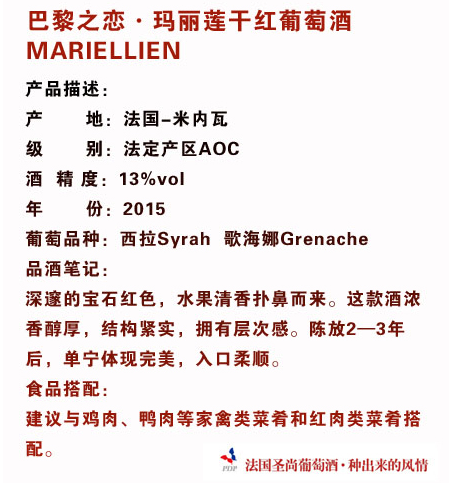 巴黎之恋·玛丽莲干红葡萄酒
MARIELLIEN
产品描述：
产 地：法国-米内瓦
级 别：法定产区AOC
酒 精 度：13%vol
年 份：2015
葡萄品种：西拉Syrah 歌海娜Grenache
品酒笔记：
深邃的宝石红色，水果清香扑鼻而来。这款酒浓
香醇厚，结构紧实，拥有层次感。陈放2—3年
后，单宁体现完美，入口柔顺。
食品搭配：
建议与鸡肉、鸭肉等家禽类菜肴和红肉类菜肴搭
配。
PDP 法国圣尚葡萄酒·种出来的风情